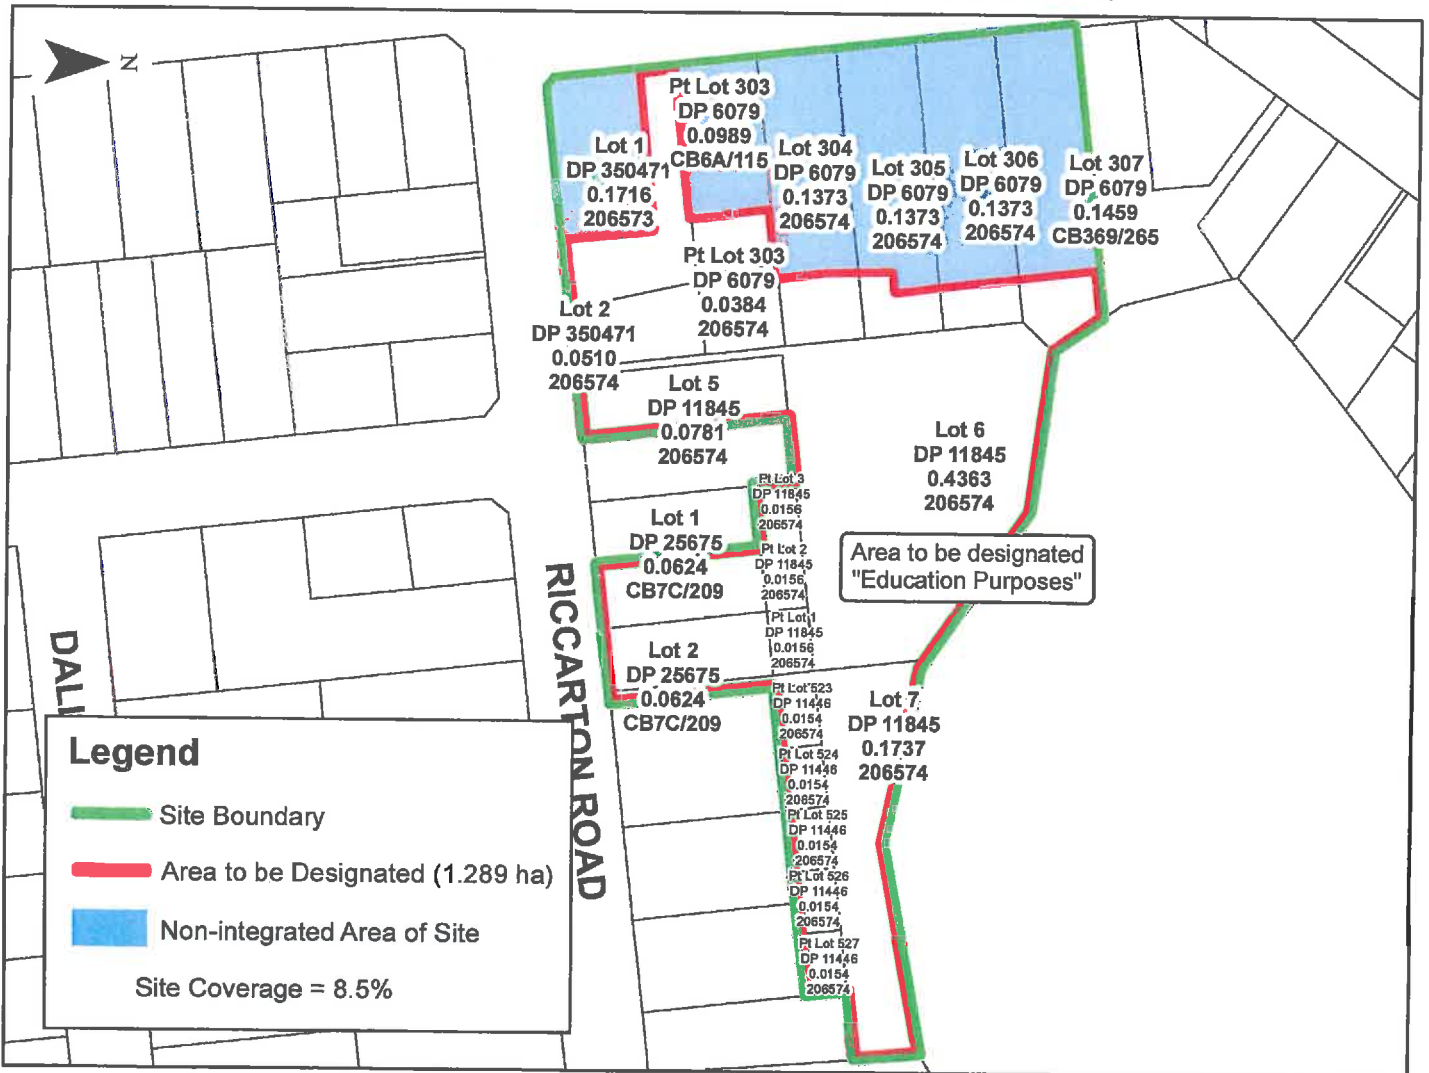 N
Pt Lot 303
DP 6079
0.0989
CB6A/115
Lot 1
DP 350471
0.1716
206573
Lot 304
DP 6079
0.1373
206574
Lot 305
DP 6079
0.1373
206574
Lot 306
DP 6079
0.1373
206574
Lot 307
DP 6079
0.1459
CB369/265
Pt Lot 303
DP 6079
0.0384
206574
Lot 2
DP 350471
0.0510
206574
Lot 5
DP 11845
0.0781
206574
Lot 6
DP 11845
0.4363
206574
Pt Lot 3
DP 11845
0.0156
206574
Lot 1
DP 25675
0.0624
CB7C/209
Pt Lot 2
DP 11845
0.0156
206574
Area to be designated
"Education Purposes"
Pt Lot 1
DP 11845
0.0156
206574
Lot 2
DP 25675
0.0624
CB7C/209
Pt Lot 523
DP 11446
0.0154
206574
Lot 7
DP 11845
0.1737
206574
Pt Lot 524
DP 11446
0.0154
206574
Pt Lot 525
DP 11446
0.0154
206574
Pt Lot 526
DP 11446
0.0154
206574
Pt Lot 527
DP 11446
0.0154
206574
RICCARTON ROAD
DALL
Legend
Site Boundary
Area to be Designated (1.289 ha)
Non-integrated Area of Site
Site Coverage = 8.5%